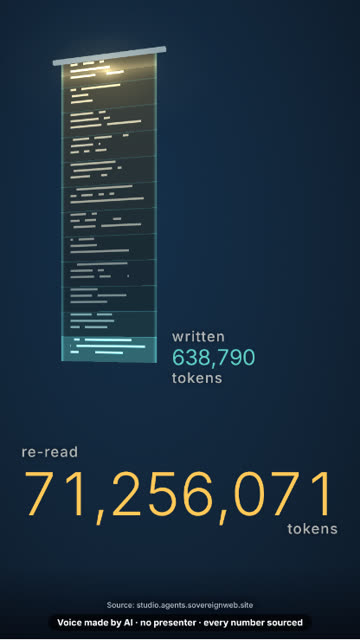 written
638,790
tokens
re-read
71,256,071
tokens
Source: studio.agents.sovereignweb.site
Voice made by AI · no presenter · every number sourced